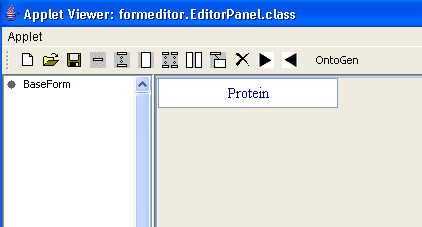 Applet Viewer: formeditor.EditorPanel.class
Applet
OntoGen
BaseForm
Protein